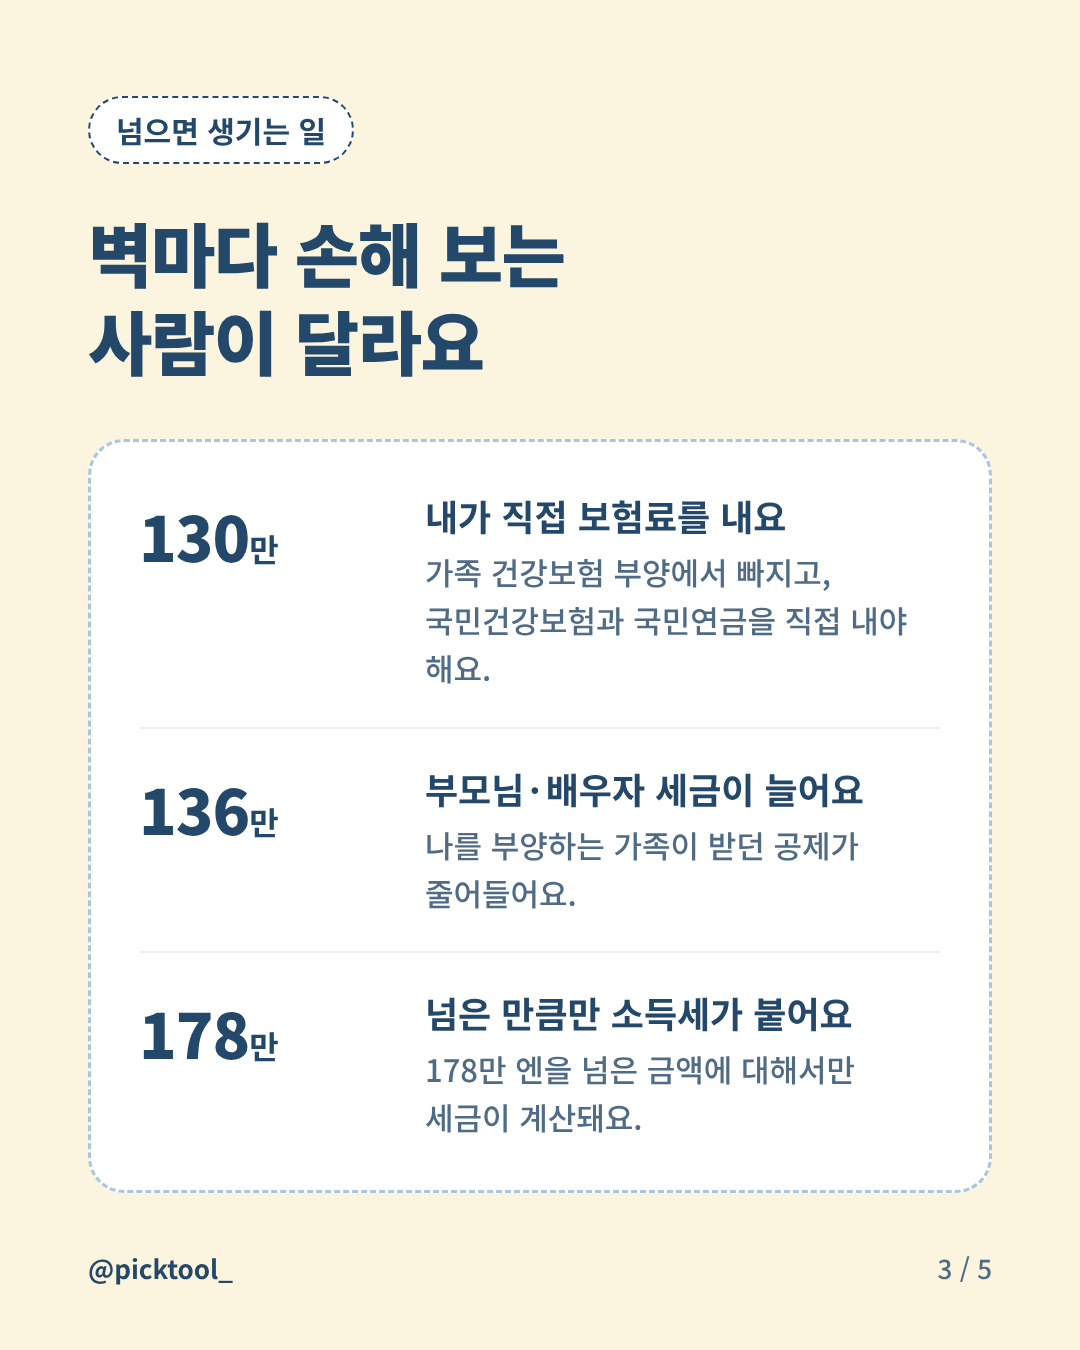 넘으면 생기는 일
벽마다 손해 보는
사람이 달라요
130만
내가 직접 보험료를 내요
가족 건강보험 부양에서 빠지고,
국민건강보험과 국민연금을 직접 내야
해요.
136만
부모님·배우자 세금이 늘어요
나를 부양하는 가족이 받던 공제가
줄어들어요.
178만
넘은 만큼만 소득세가 붙어요
178만 엔을 넘은 금액에 대해서만
세금이 계산돼요.
@picktool_
3 / 5